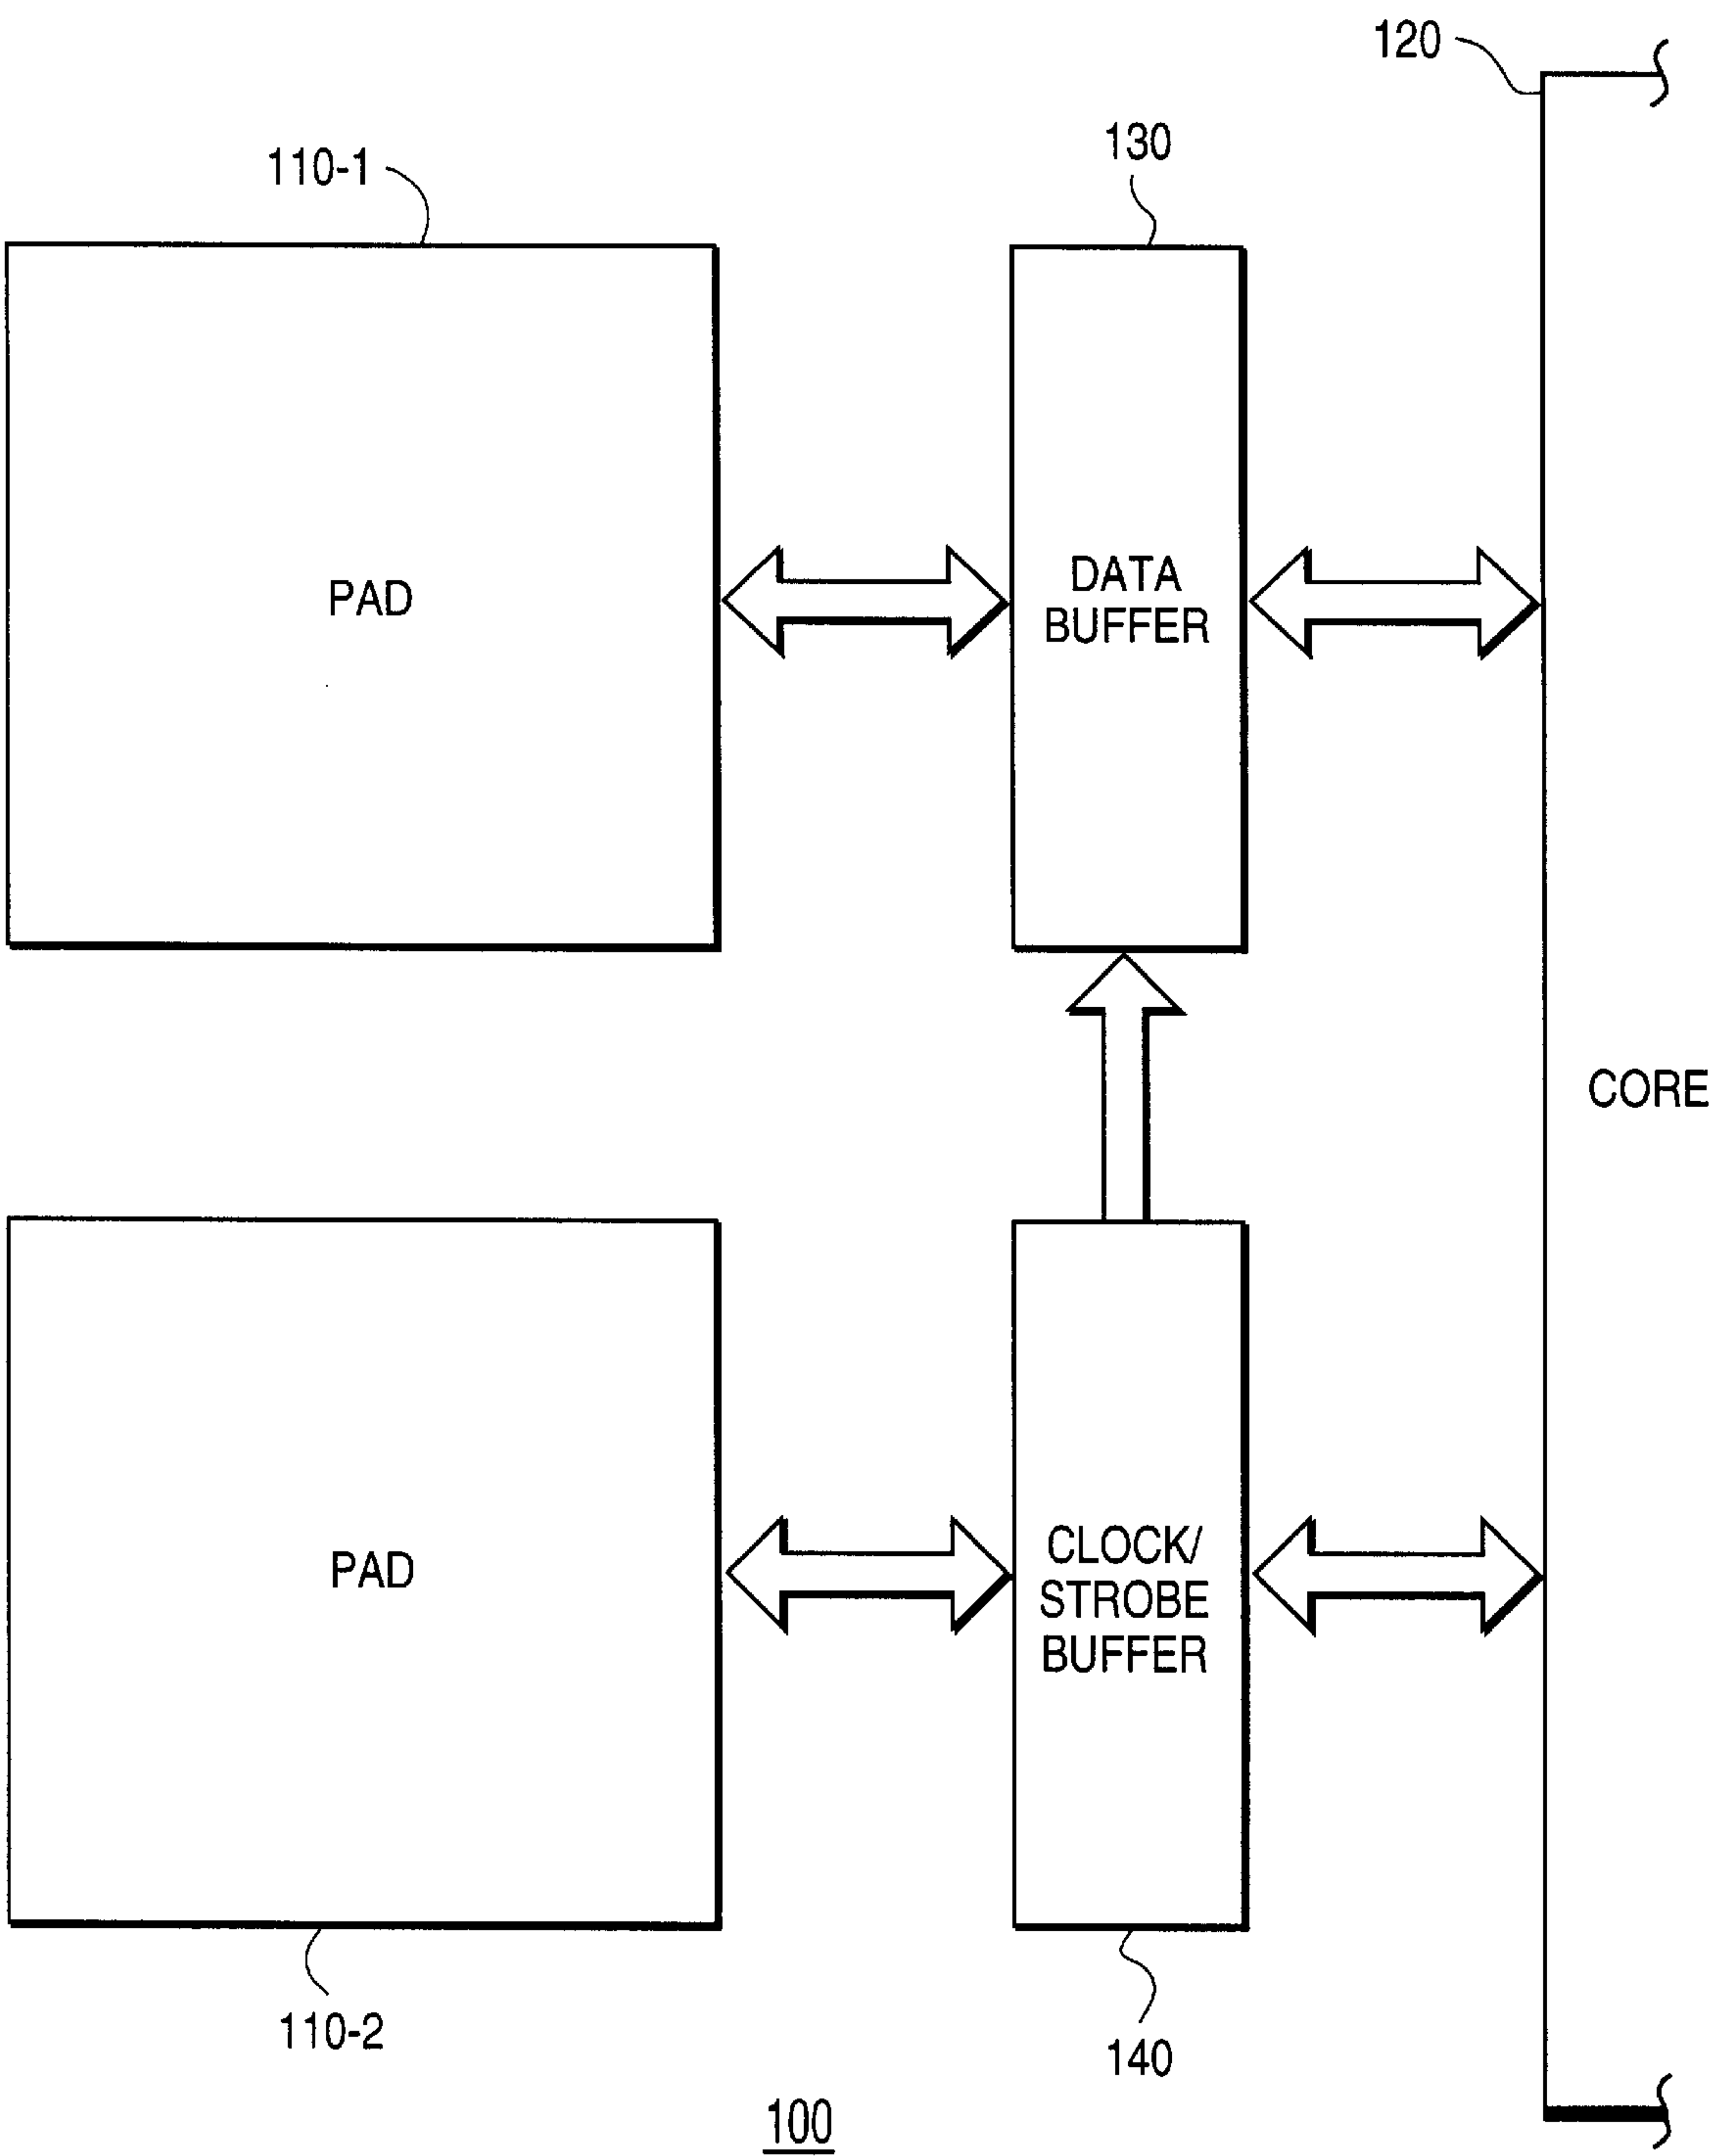 120
110-1
130
PAD
DATA
BUFFER
CORE
PAD
CLOCK/
STROBE
BUFFER
110-2
140
100